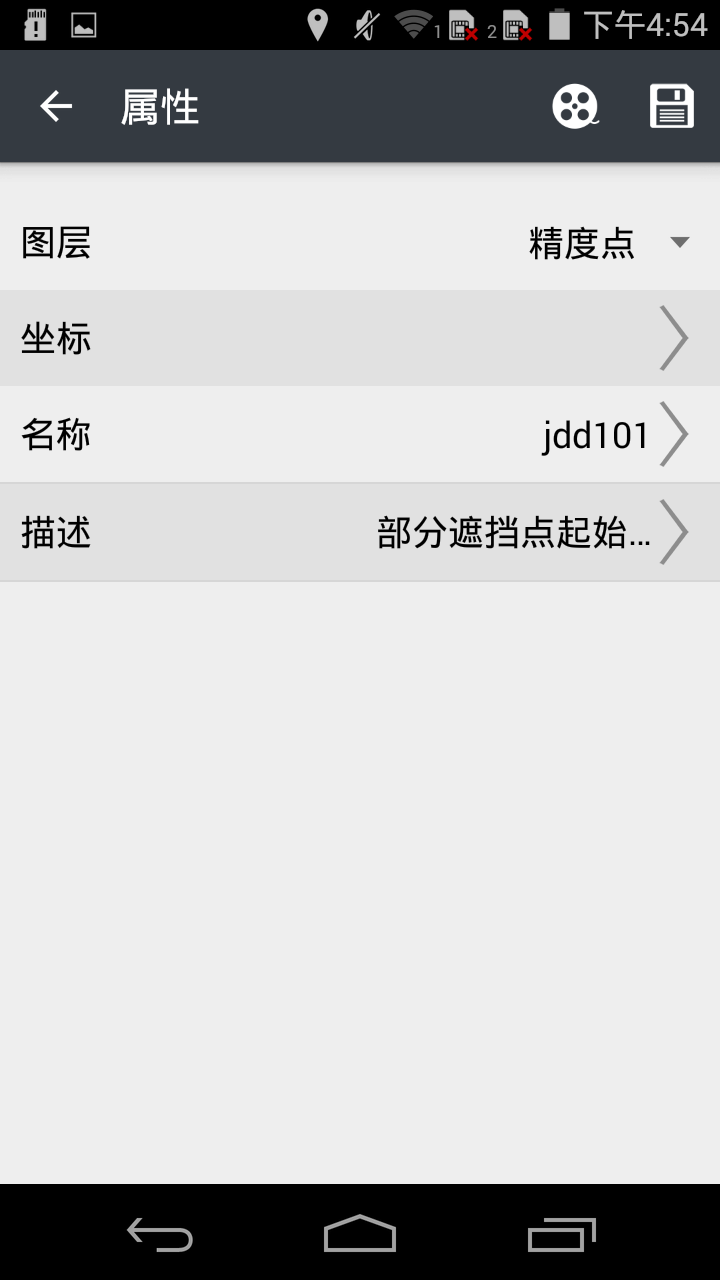 1 2 下午4:54
属性
图层 精度点
坐标
名称 jdd101
描述 部分遮挡点起始...